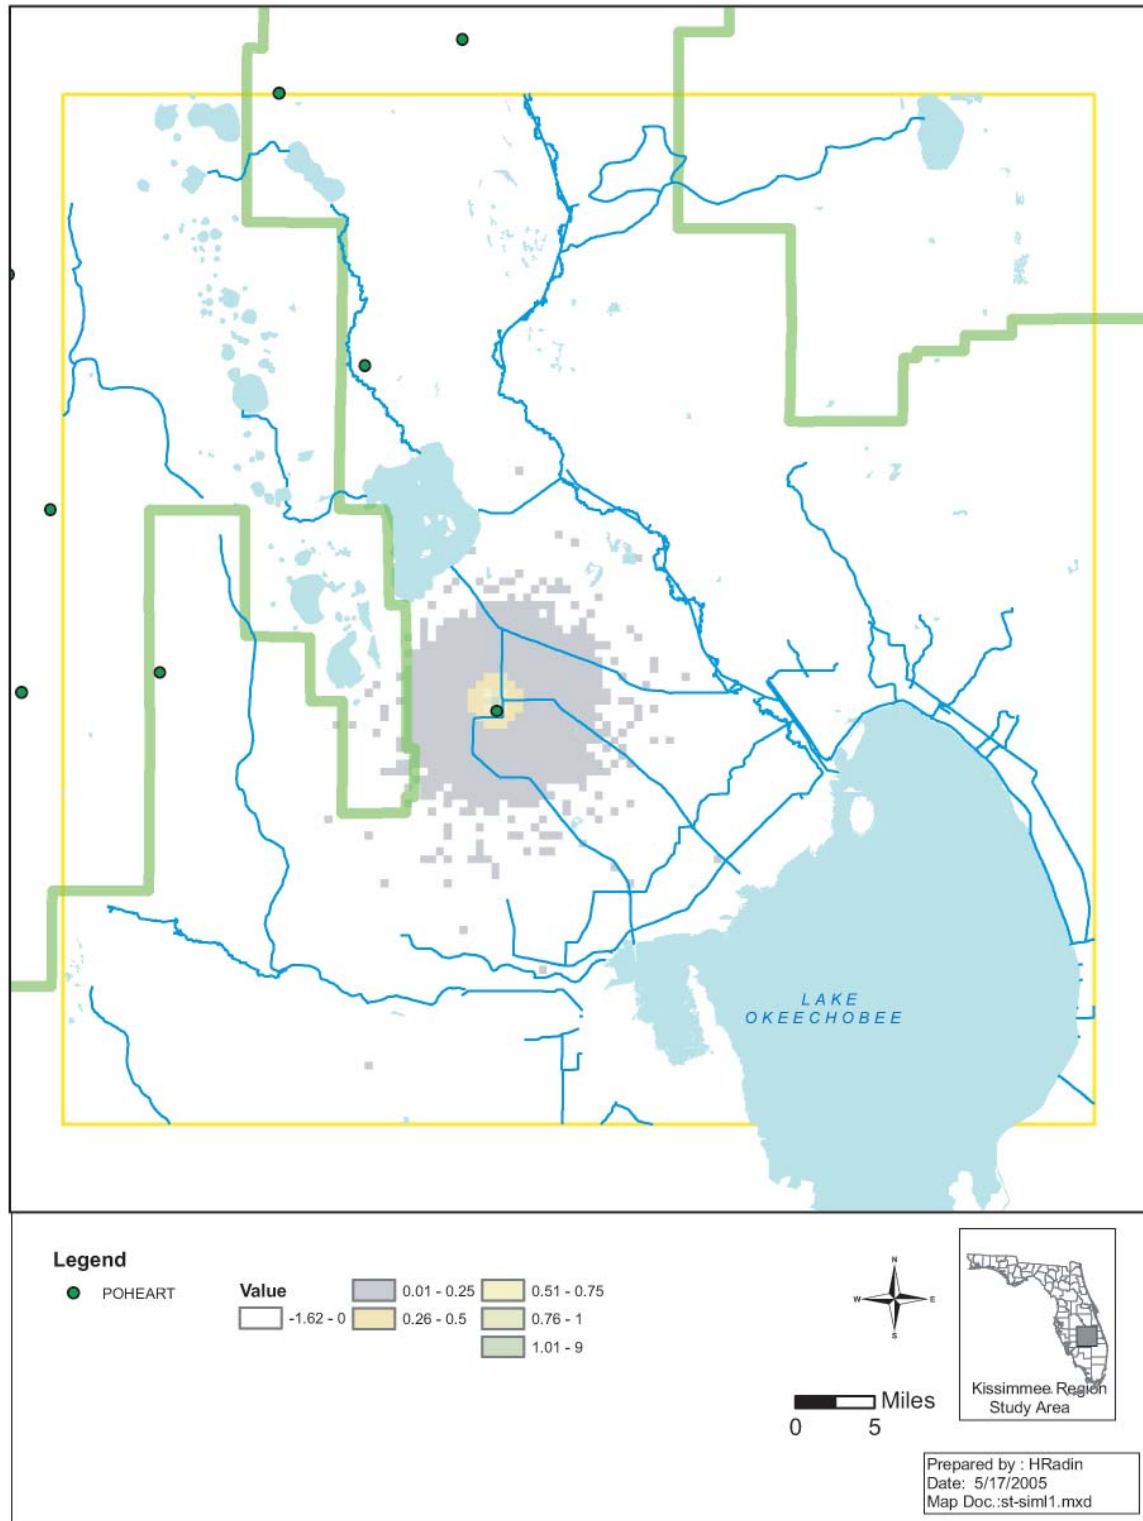 LAKE
OKEECHOBEE
Legend
POHEART
Value
-1.62 - 0
0.01 - 0.25
0.26 - 0.5
0.51 - 0.75
0.76 - 1
1.01 - 9
N
W
E
S
Miles
0
5
Kissimmee Region
Study Area
Prepared by : HRadin
Date: 5/17/2005
Map Doc.:st-siml1.mxd